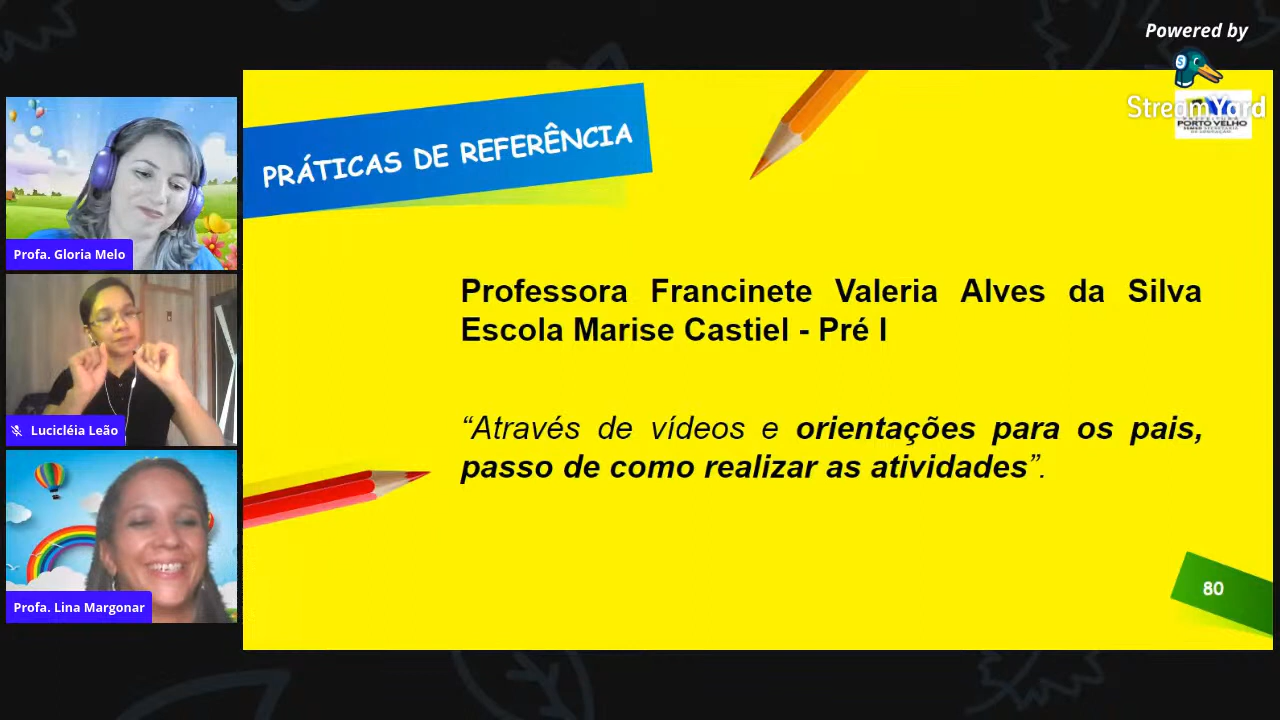 Powered by
StreamYard
PORTO VELHO
PRÁTICAS DE REFERÊNCIA
Profa. Gloria Melo
Professora Francinete Valeria Alves da Silva
Escola Marise Castiel - Pré I
Lucicléia Leão
“Através de vídeos e orientações para os pais,
passo de como realizar as atividades”.
Profa. Lina Margonar
80